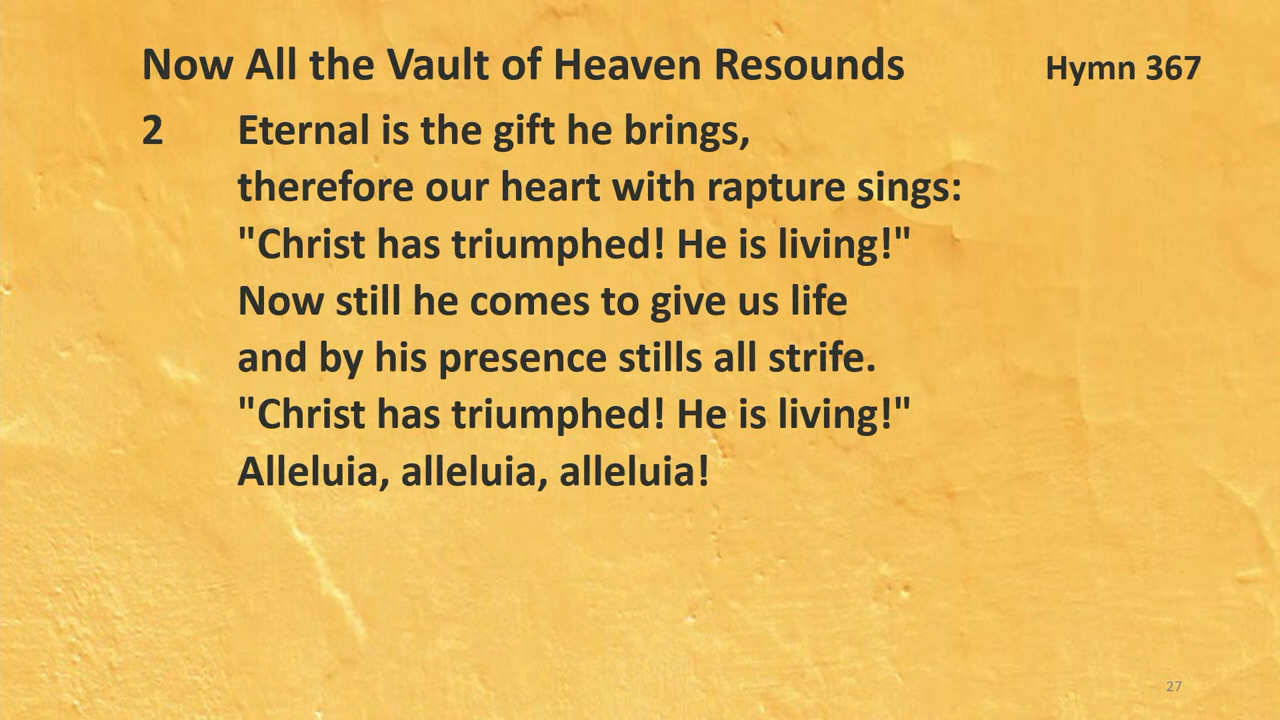 Now All the Vault of Heaven Resounds Hymn 367
2 Eternal is the gift he brings,
therefore our heart with rapture sings:
"Christ has triumphed! He is living!"
Now still he comes to give us life
and by his presence stills all strife.
"Christ has triumphed! He is living!"
Alleluia, alleluia, alleluia!
27